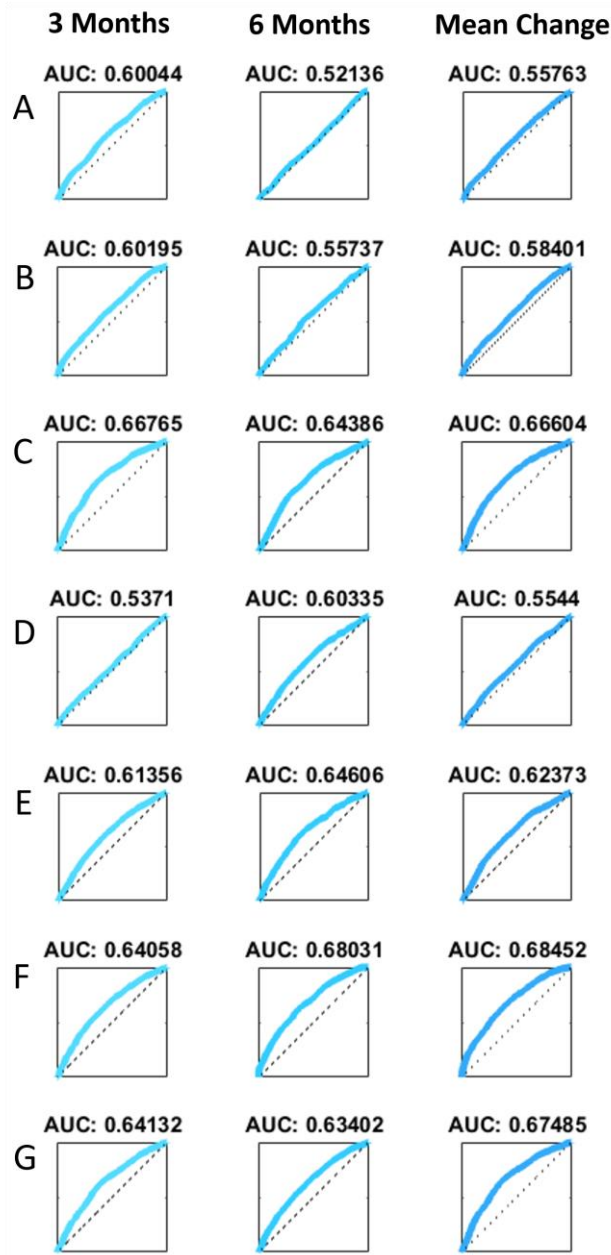 3 Months 6 Months Mean Change
AUC: 0.60044 AUC: 0.52136 AUC: 0.55763
A
AUC: 0.60195 AUC: 0.55737 AUC: 0.58401
B
AUC: 0.66765 AUC: 0.64386 AUC: 0.66604
C
AUC: 0.5371 AUC: 0.60335 AUC: 0.5544
D
AUC: 0.61356 AUC: 0.64606 AUC: 0.62373
E
AUC: 0.64058 AUC: 0.68031 AUC: 0.68452
F
AUC: 0.64132 AUC: 0.63402 AUC: 0.67485
G